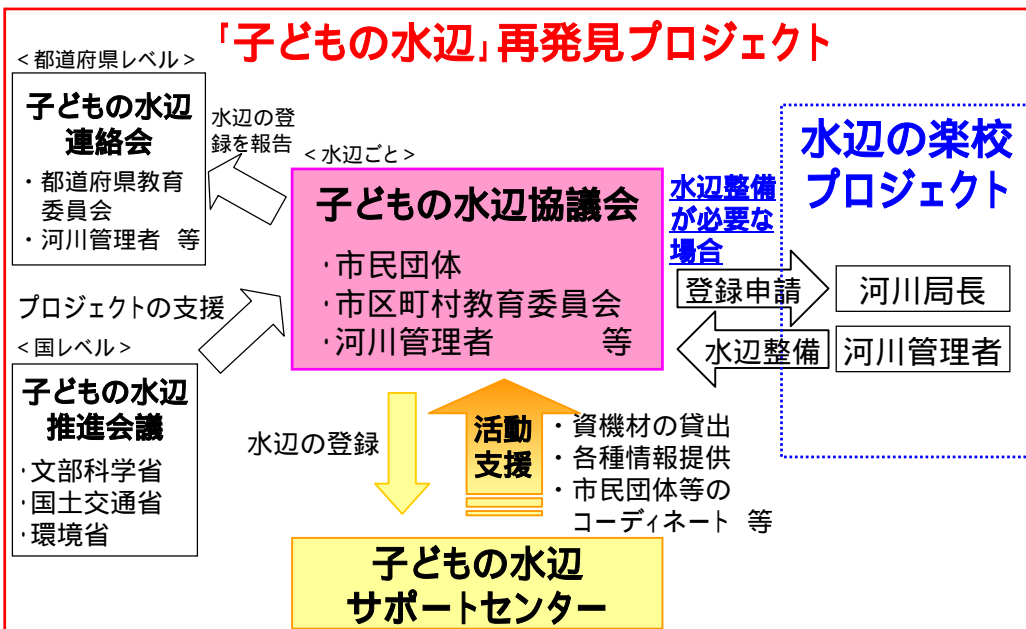 「子どもの水辺」再発見プロジェクト
<都道府県レベル>
子どもの水辺
連絡会
・都道府県教育
委員会
・河川管理者 等
水辺の登
録を報告
<水辺ごと>
子どもの水辺協議会
・市民団体
・市区町村教育委員会
・河川管理者 等
水辺整備
が必要な
場合
水辺の楽校
プロジェクト
登録申請
河川局長
水辺整備
河川管理者
プロジェクトの支援
<国レベル>
子どもの水辺
推進会議
・文部科学省
・国土交通省
・環境省
水辺の登録
活動
支援
・資機材の貸出
・各種情報提供
・市民団体等の
コーディネート 等
子どもの水辺
サポートセンター